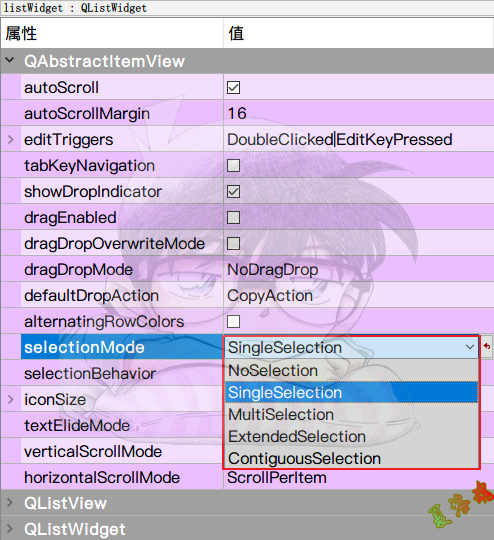 listWidget : QListWidget
属性 值
QAbstractItemView
autoScroll
autoScrollMargin 16
editTriggers DoubleClicked|EditKeyPressed
tabKeyNavigation
showDropIndicator
dragEnabled
dragDropOverwriteMode
dragDropMode NoDragDrop
defaultDropAction CopyAction
alternatingRowColors
selectionMode SingleSelection
selectionBehavior NoSelection
iconSize SingleSelection
textElideMode MultiSelection
verticalScrollMode ExtendedSelection
ContiguousSelection
horizontalScrollMode ScrollPerItem
QListView
QListWidget